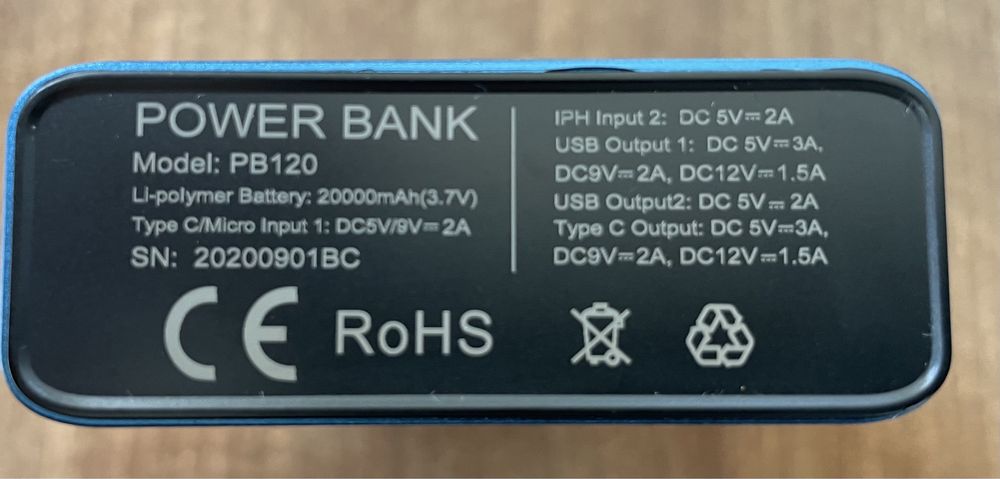 POWER BANK
Model: PB120
Li-polymer Battery: 20000mAh(3.7V)
Type C/Micro Input 1: DC5V/9V⎓2A
SN: 20200901BC
IPH Input 2: DC 5V⎓2A
USB Output 1: DC 5V⎓3A,
DC9V⎓2A, DC12V⎓1.5A
USB Output2: DC 5V⎓2A
Type C Output: DC 5V⎓3A,
DC9V⎓2A, DC12V⎓1.5A
CE RoHS